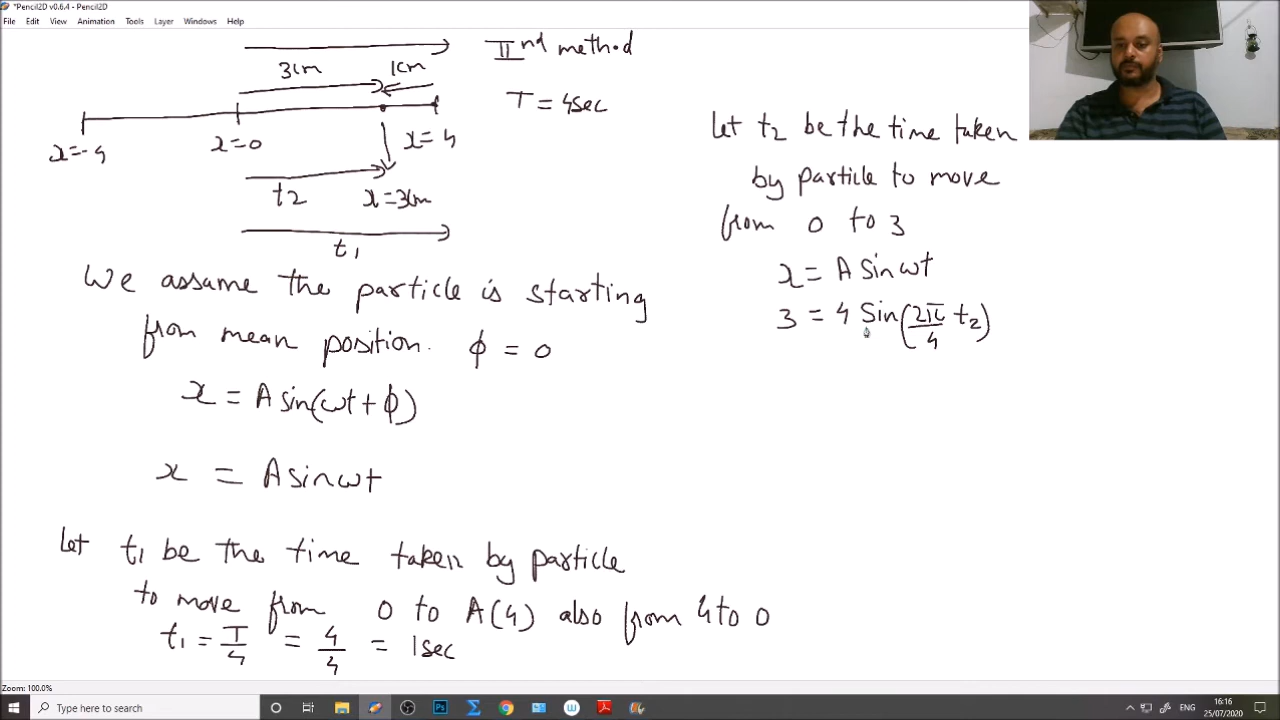 *Pencil2D v0.6.4 - Pencil2D
File Edit View Animation Tools Layer Windows Help
IInd method
3cm 1cm
T = 4sec
x=-4 x=0 x=4
t2 x=3cm
t1
We assume the particle is starting
from mean position. ϕ = 0
x = A sin(ωt + ϕ)
x = A sinωt
Let t1 be the time taken by particle
to move from 0 to A(4) also from 4 to 0
t1 = T/4 = 4/4 = 1sec
Let t2 be the time taken
by particle to move
from 0 to 3
x = A Sinωt
3 = 4 Sin(2π/4 t2)
Zoom: 100.0%
Type here to search
16:16
25/07/2020